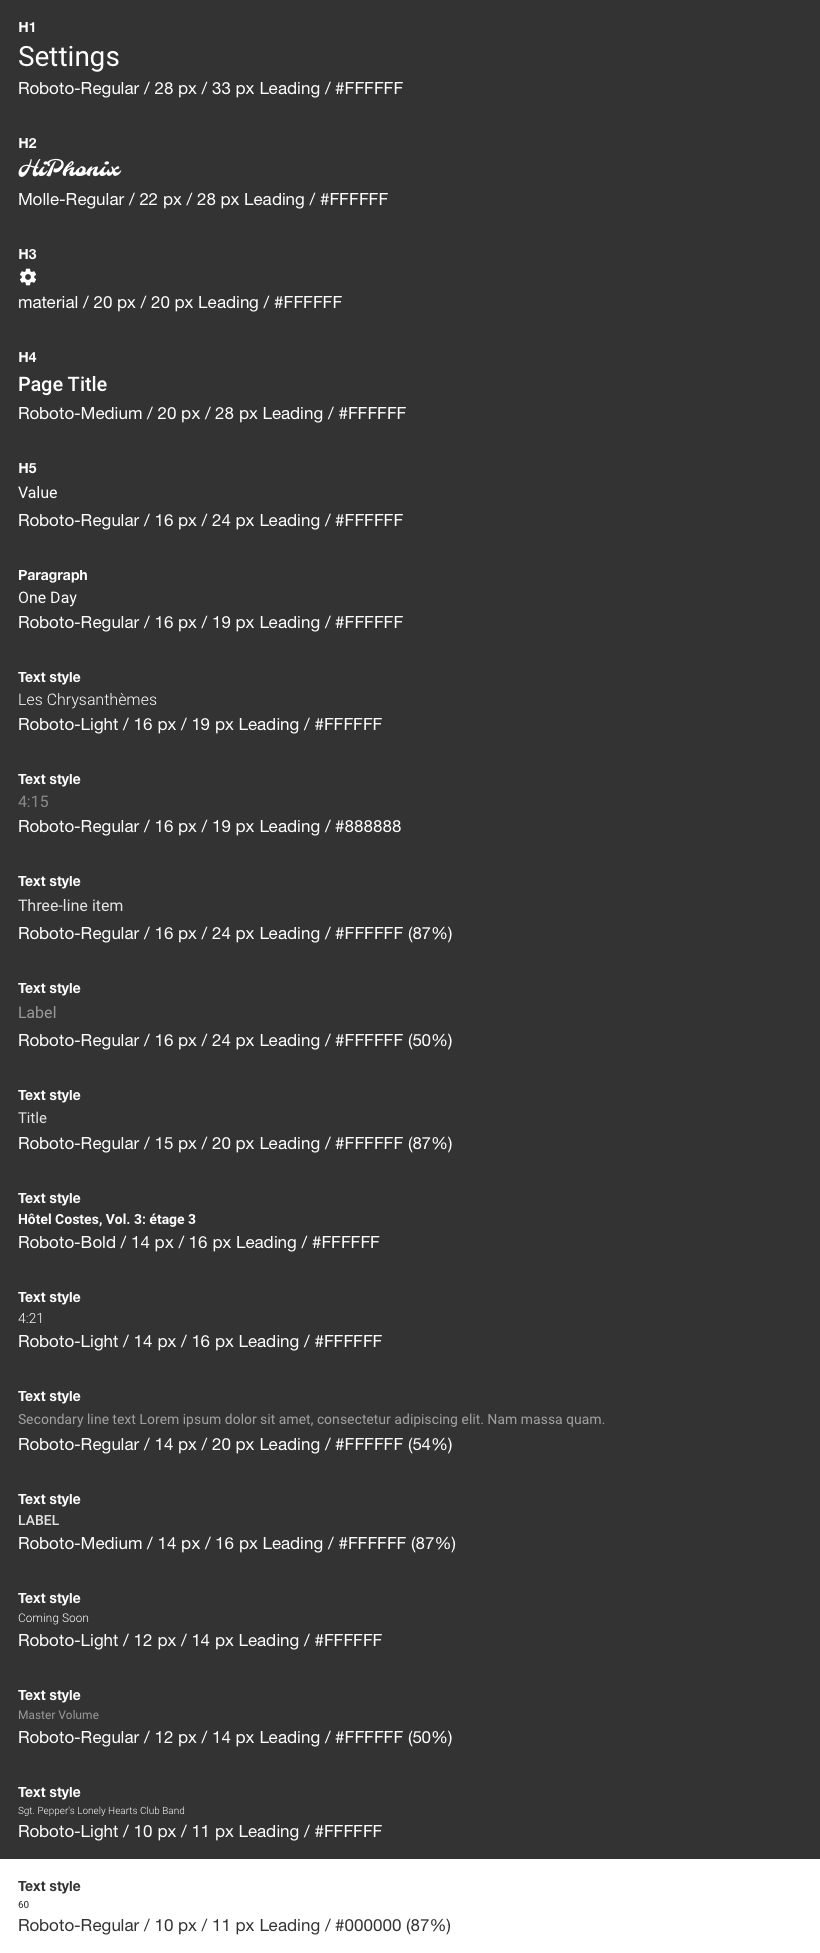 H1
Settings
Roboto-Regular / 28 px / 33 px Leading / #FFFFFF
H2
HiPhonix
Molle-Regular / 22 px / 28 px Leading / #FFFFFF
H3
material / 20 px / 20 px Leading / #FFFFFF
H4
Page Title
Roboto-Medium / 20 px / 28 px Leading / #FFFFFF
H5
Value
Roboto-Regular / 16 px / 24 px Leading / #FFFFFF
Paragraph
One Day
Roboto-Regular / 16 px / 19 px Leading / #FFFFFF
Text style
Les Chrysanthèmes
Roboto-Light / 16 px / 19 px Leading / #FFFFFF
Text style
4:15
Roboto-Regular / 16 px / 19 px Leading / #888888
Text style
Three-line item
Roboto-Regular / 16 px / 24 px Leading / #FFFFFF (87%)
Text style
Label
Roboto-Regular / 16 px / 24 px Leading / #FFFFFF (50%)
Text style
Title
Roboto-Regular / 15 px / 20 px Leading / #FFFFFF (87%)
Text style
Hôtel Costes, Vol. 3: étage 3
Roboto-Bold / 14 px / 16 px Leading / #FFFFFF
Text style
4:21
Roboto-Light / 14 px / 16 px Leading / #FFFFFF
Text style
Secondary line text Lorem ipsum dolor sit amet, consectetur adipiscing elit. Nam massa quam.
Roboto-Regular / 14 px / 20 px Leading / #FFFFFF (54%)
Text style
LABEL
Roboto-Medium / 14 px / 16 px Leading / #FFFFFF (87%)
Text style
Coming Soon
Roboto-Light / 12 px / 14 px Leading / #FFFFFF
Text style
Master Volume
Roboto-Regular / 12 px / 14 px Leading / #FFFFFF (50%)
Text style
Sgt. Pepper's Lonely Hearts Club Band
Roboto-Light / 10 px / 11 px Leading / #FFFFFF
Text style
60
Roboto-Regular / 10 px / 11 px Leading / #000000 (87%)